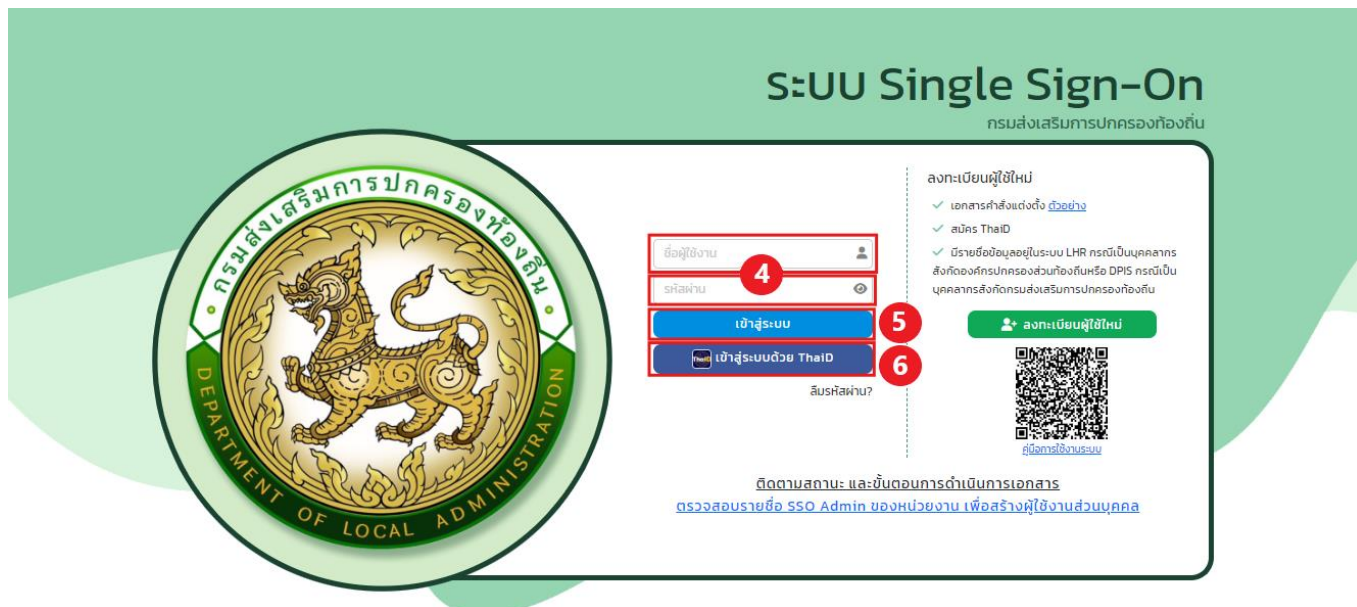 ระบบ Single Sign-On
กรมส่งเสริมการปกครองท้องถิ่น
กรมส่งเสริมการปกครองท้องถิ่น
DEPARTMENT OF LOCAL ADMINISTRATION
ชื่อผู้ใช้งาน
4
รหัสผ่าน
เข้าสู่ระบบ
5
ThaiD เข้าสู่ระบบด้วย ThaiD
6
ลืมรหัสผ่าน?
ลงทะเบียนผู้ใช้ใหม่
เอกสารคำสั่งแต่งตั้ง ตัวอย่าง
สมัคร ThaiD
มีรายชื่อข้อมูลอยู่ในระบบ LHR กรณีเป็นบุคคลากร
สังกัดองค์กรปกครองส่วนท้องถิ่นหรือ DPIS กรณีเป็น
บุคคลากรสังกัดกรมส่งเสริมการปกครองท้องถิ่น
ลงทะเบียนผู้ใช้ใหม่
คู่มือการใช้งานระบบ
ติดตามสถานะ และขั้นตอนการดำเนินการเอกสาร
ตรวจสอบรายชื่อ SSO Admin ของหน่วยงาน เพื่อสร้างผู้ใช้งานส่วนบุคคล